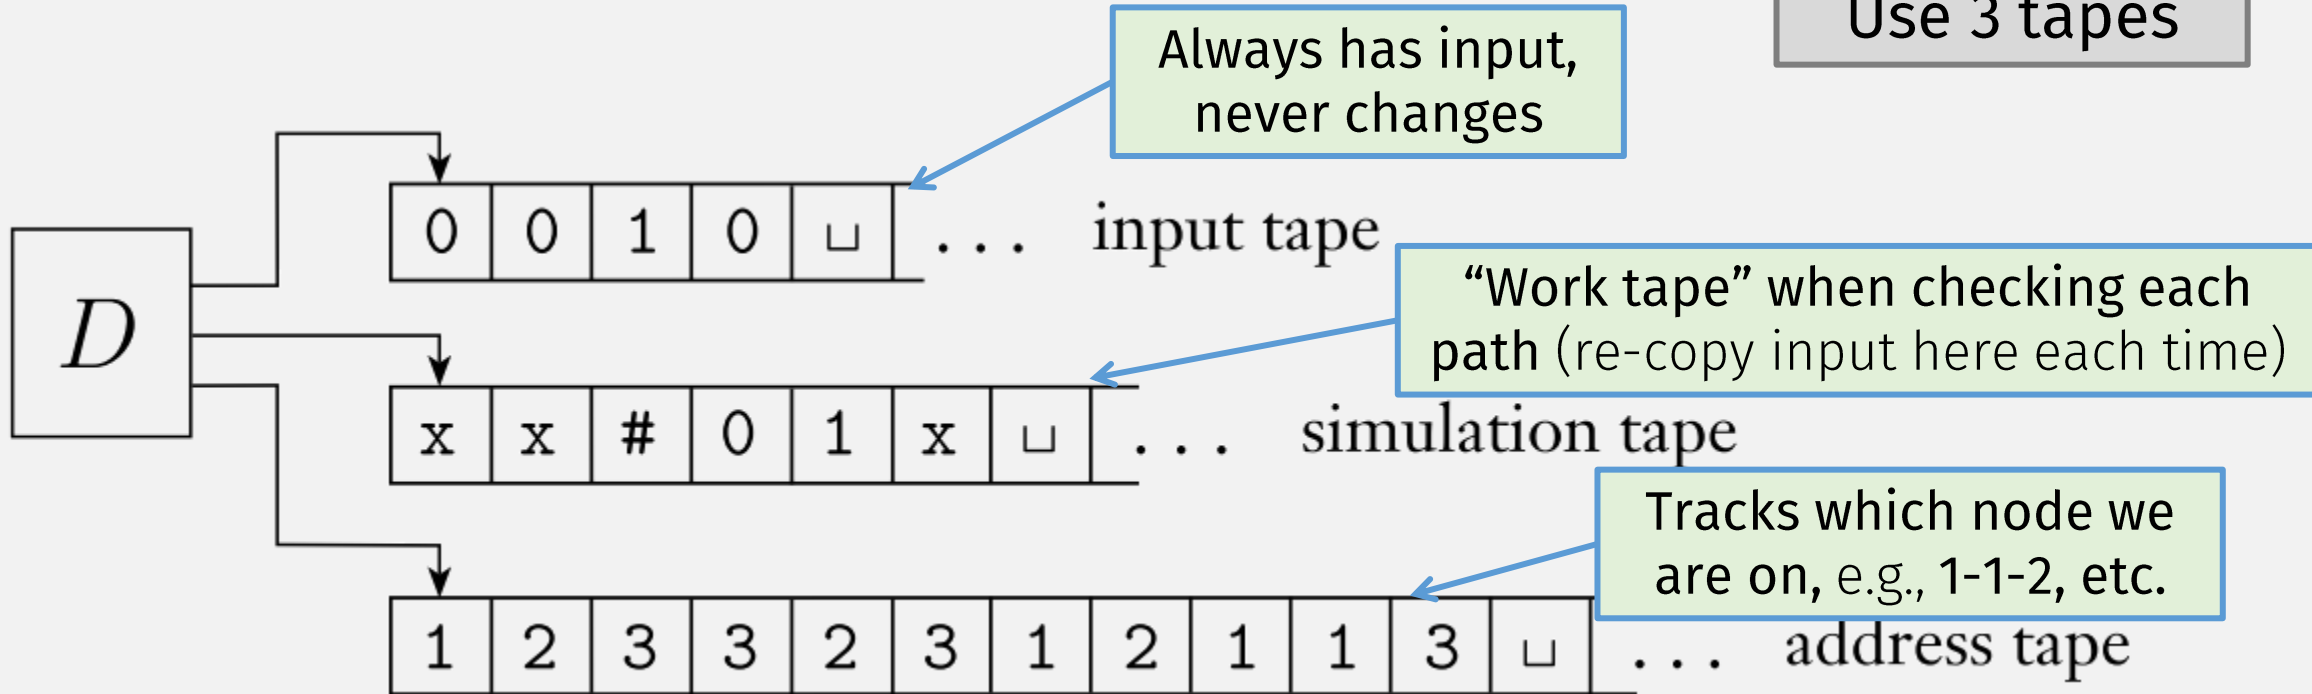 Use 3 tapes
Always has input,
never changes
0 0 1 0 ␣ ... input tape
“Work tape” when checking each
path (re-copy input here each time)
D
x x # 0 1 x ␣ ... simulation tape
Tracks which node we
are on, e.g., 1-1-2, etc.
1 2 3 3 2 3 1 2 1 1 3 ␣ ... address tape